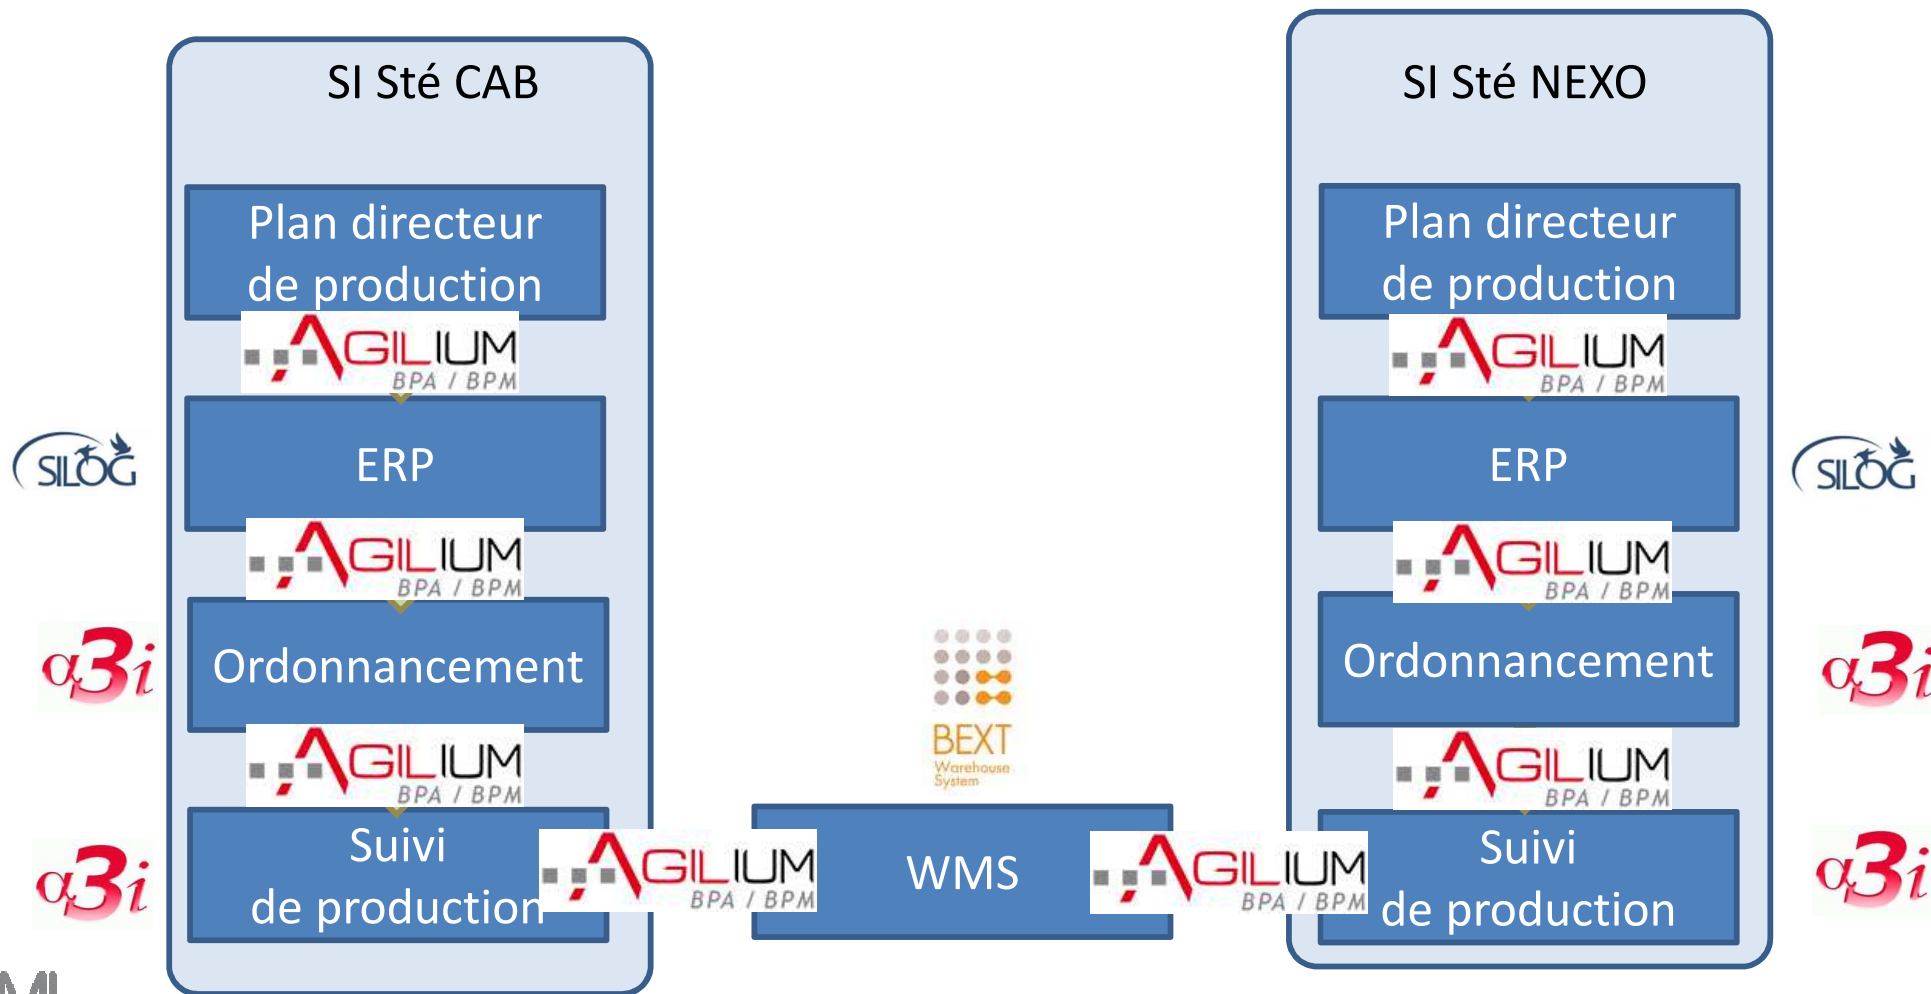 SI Sté CAB
Plan directeur
de production
AGILIUM
BPA / BPM
SILOG
ERP
AGILIUM
BPA / BPM
α3i
Ordonnancement
AGILIUM
BPA / BPM
α3i
Suivi
de production
AGILIUM
BPA / BPM
BEXT
Warehouse
System
WMS
AGILIUM
BPA / BPM
SI Sté NEXO
Plan directeur
de production
AGILIUM
BPA / BPM
ERP
SILOG
AGILIUM
BPA / BPM
Ordonnancement
α3i
AGILIUM
BPA / BPM
Suivi
de production
α3i